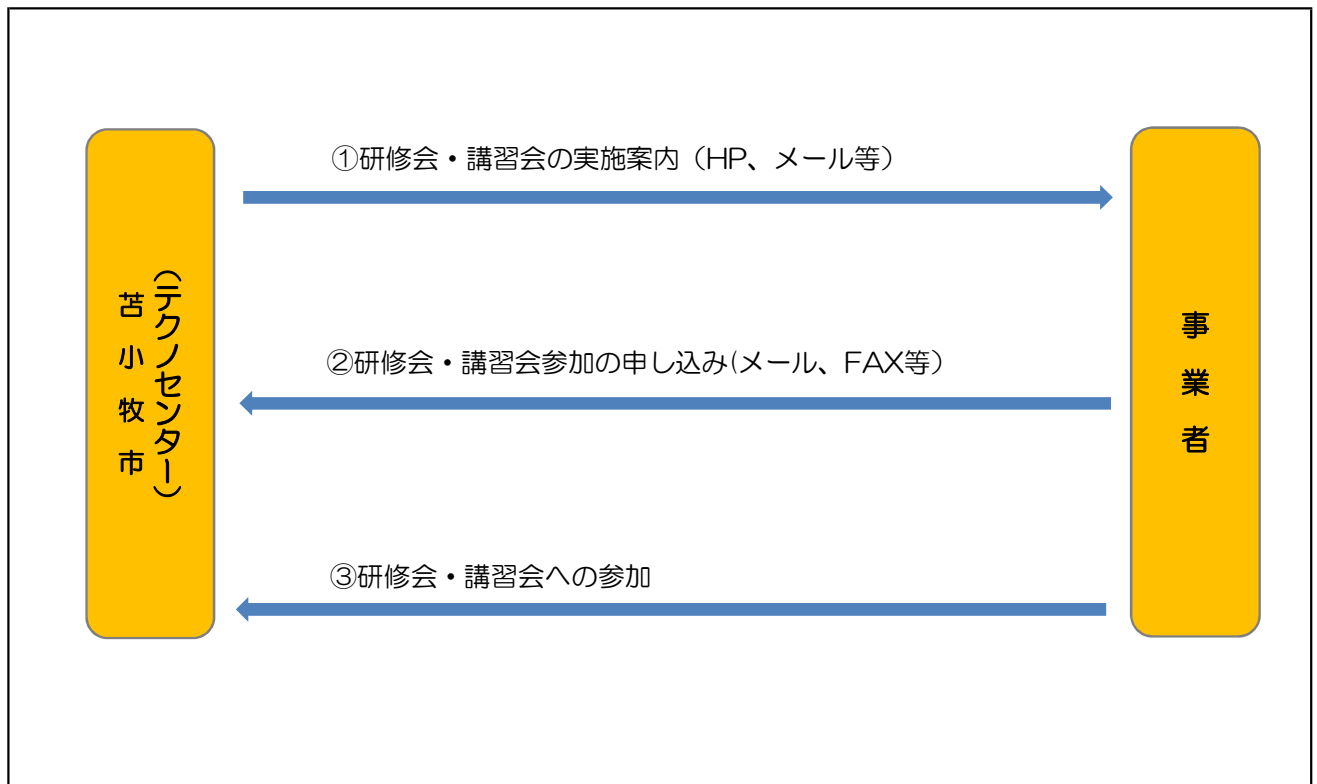 ①研修会・講習会の実施案内（HP、メール等）
苫小牧市
（テクノセンター）
事業者
②研修会・講習会参加の申し込み(メール、FAX等）
③研修会・講習会への参加